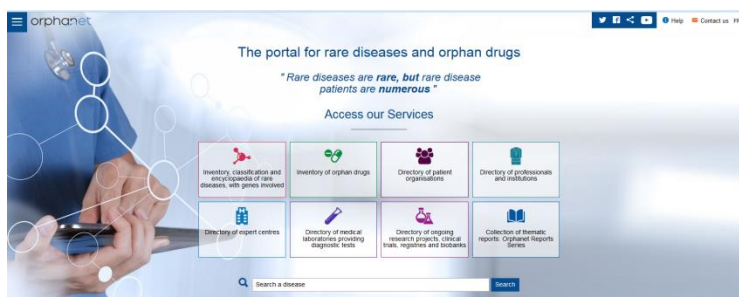 orphanet
Help
Contact us
The portal for rare diseases and orphan drugs
" Rare diseases are rare, but rare disease
patients are numerous "
Access our Services
Inventory, classification and
encyclopaedia of rare
diseases, with genes involved
Inventory of orphan drugs
Directory of patient
organisations
Directory of professionals
and institutions
Directory of expert centres
Directory of medical
laboratories providing
diagnostic tests
Directory of ongoing
research projects, clinical
trials, registries and biobanks
Collection of thematic
reports: Orphanet Reports
Series
Search a disease
Search